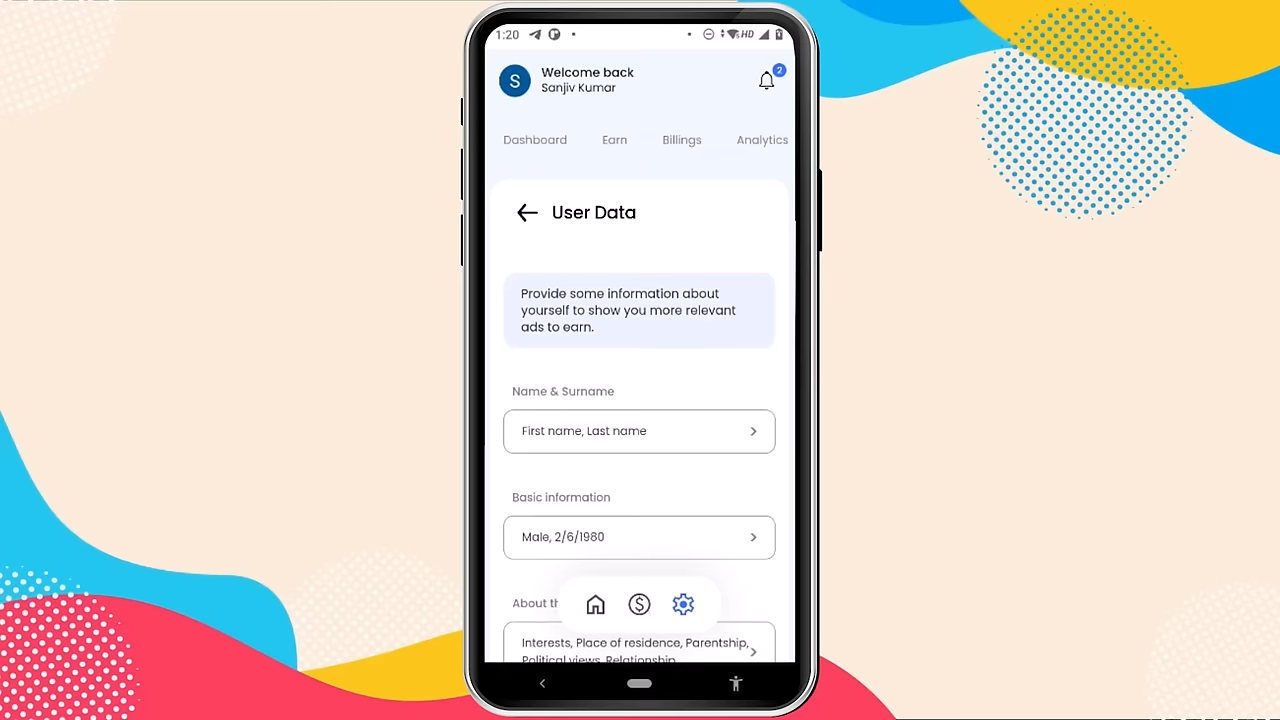 1:20
HD
S
Welcome back
Sanjiv Kumar
2
Dashboard Earn Billings Analytics
User Data
Provide some information about
yourself to show you more relevant
ads to earn.
Name & Surname
First name, Last name
Basic information
Male, 2/6/1980
About th
Interests, Place of residence, Parentship,
Political views, Relationship